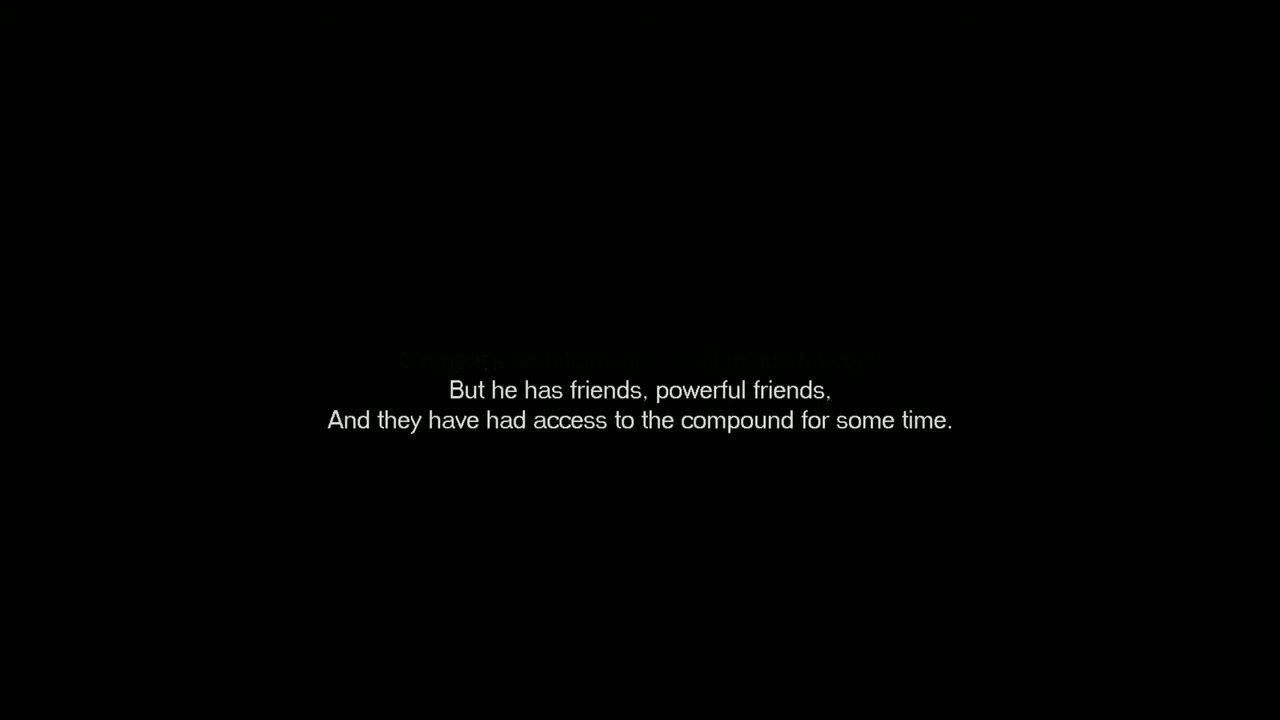 But he has friends, powerful friends,
And they have had access to the compound for some time.